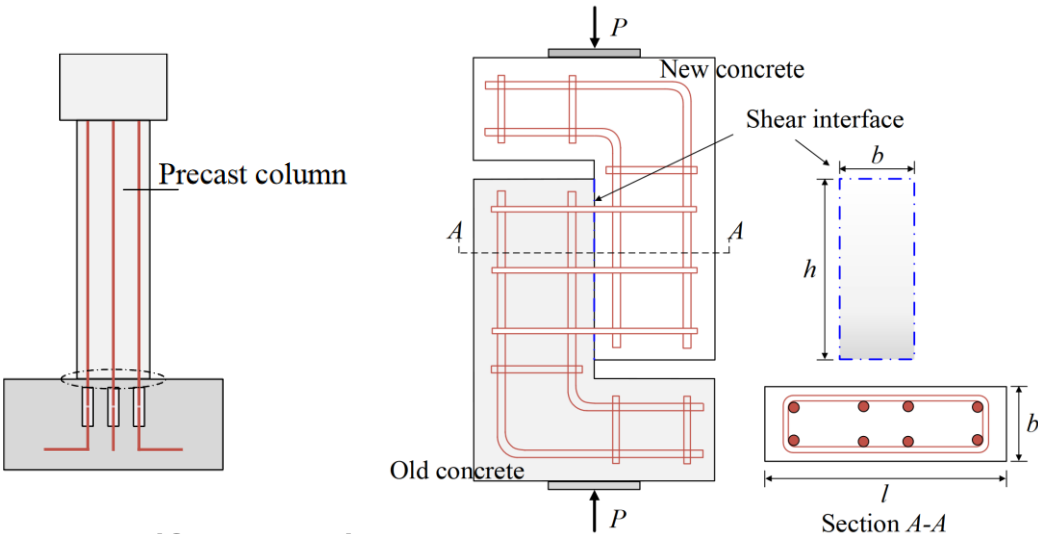 P
New concrete
Shear interface
b
Precast column
A
A
h
b
Old concrete
l
P
Section A-A